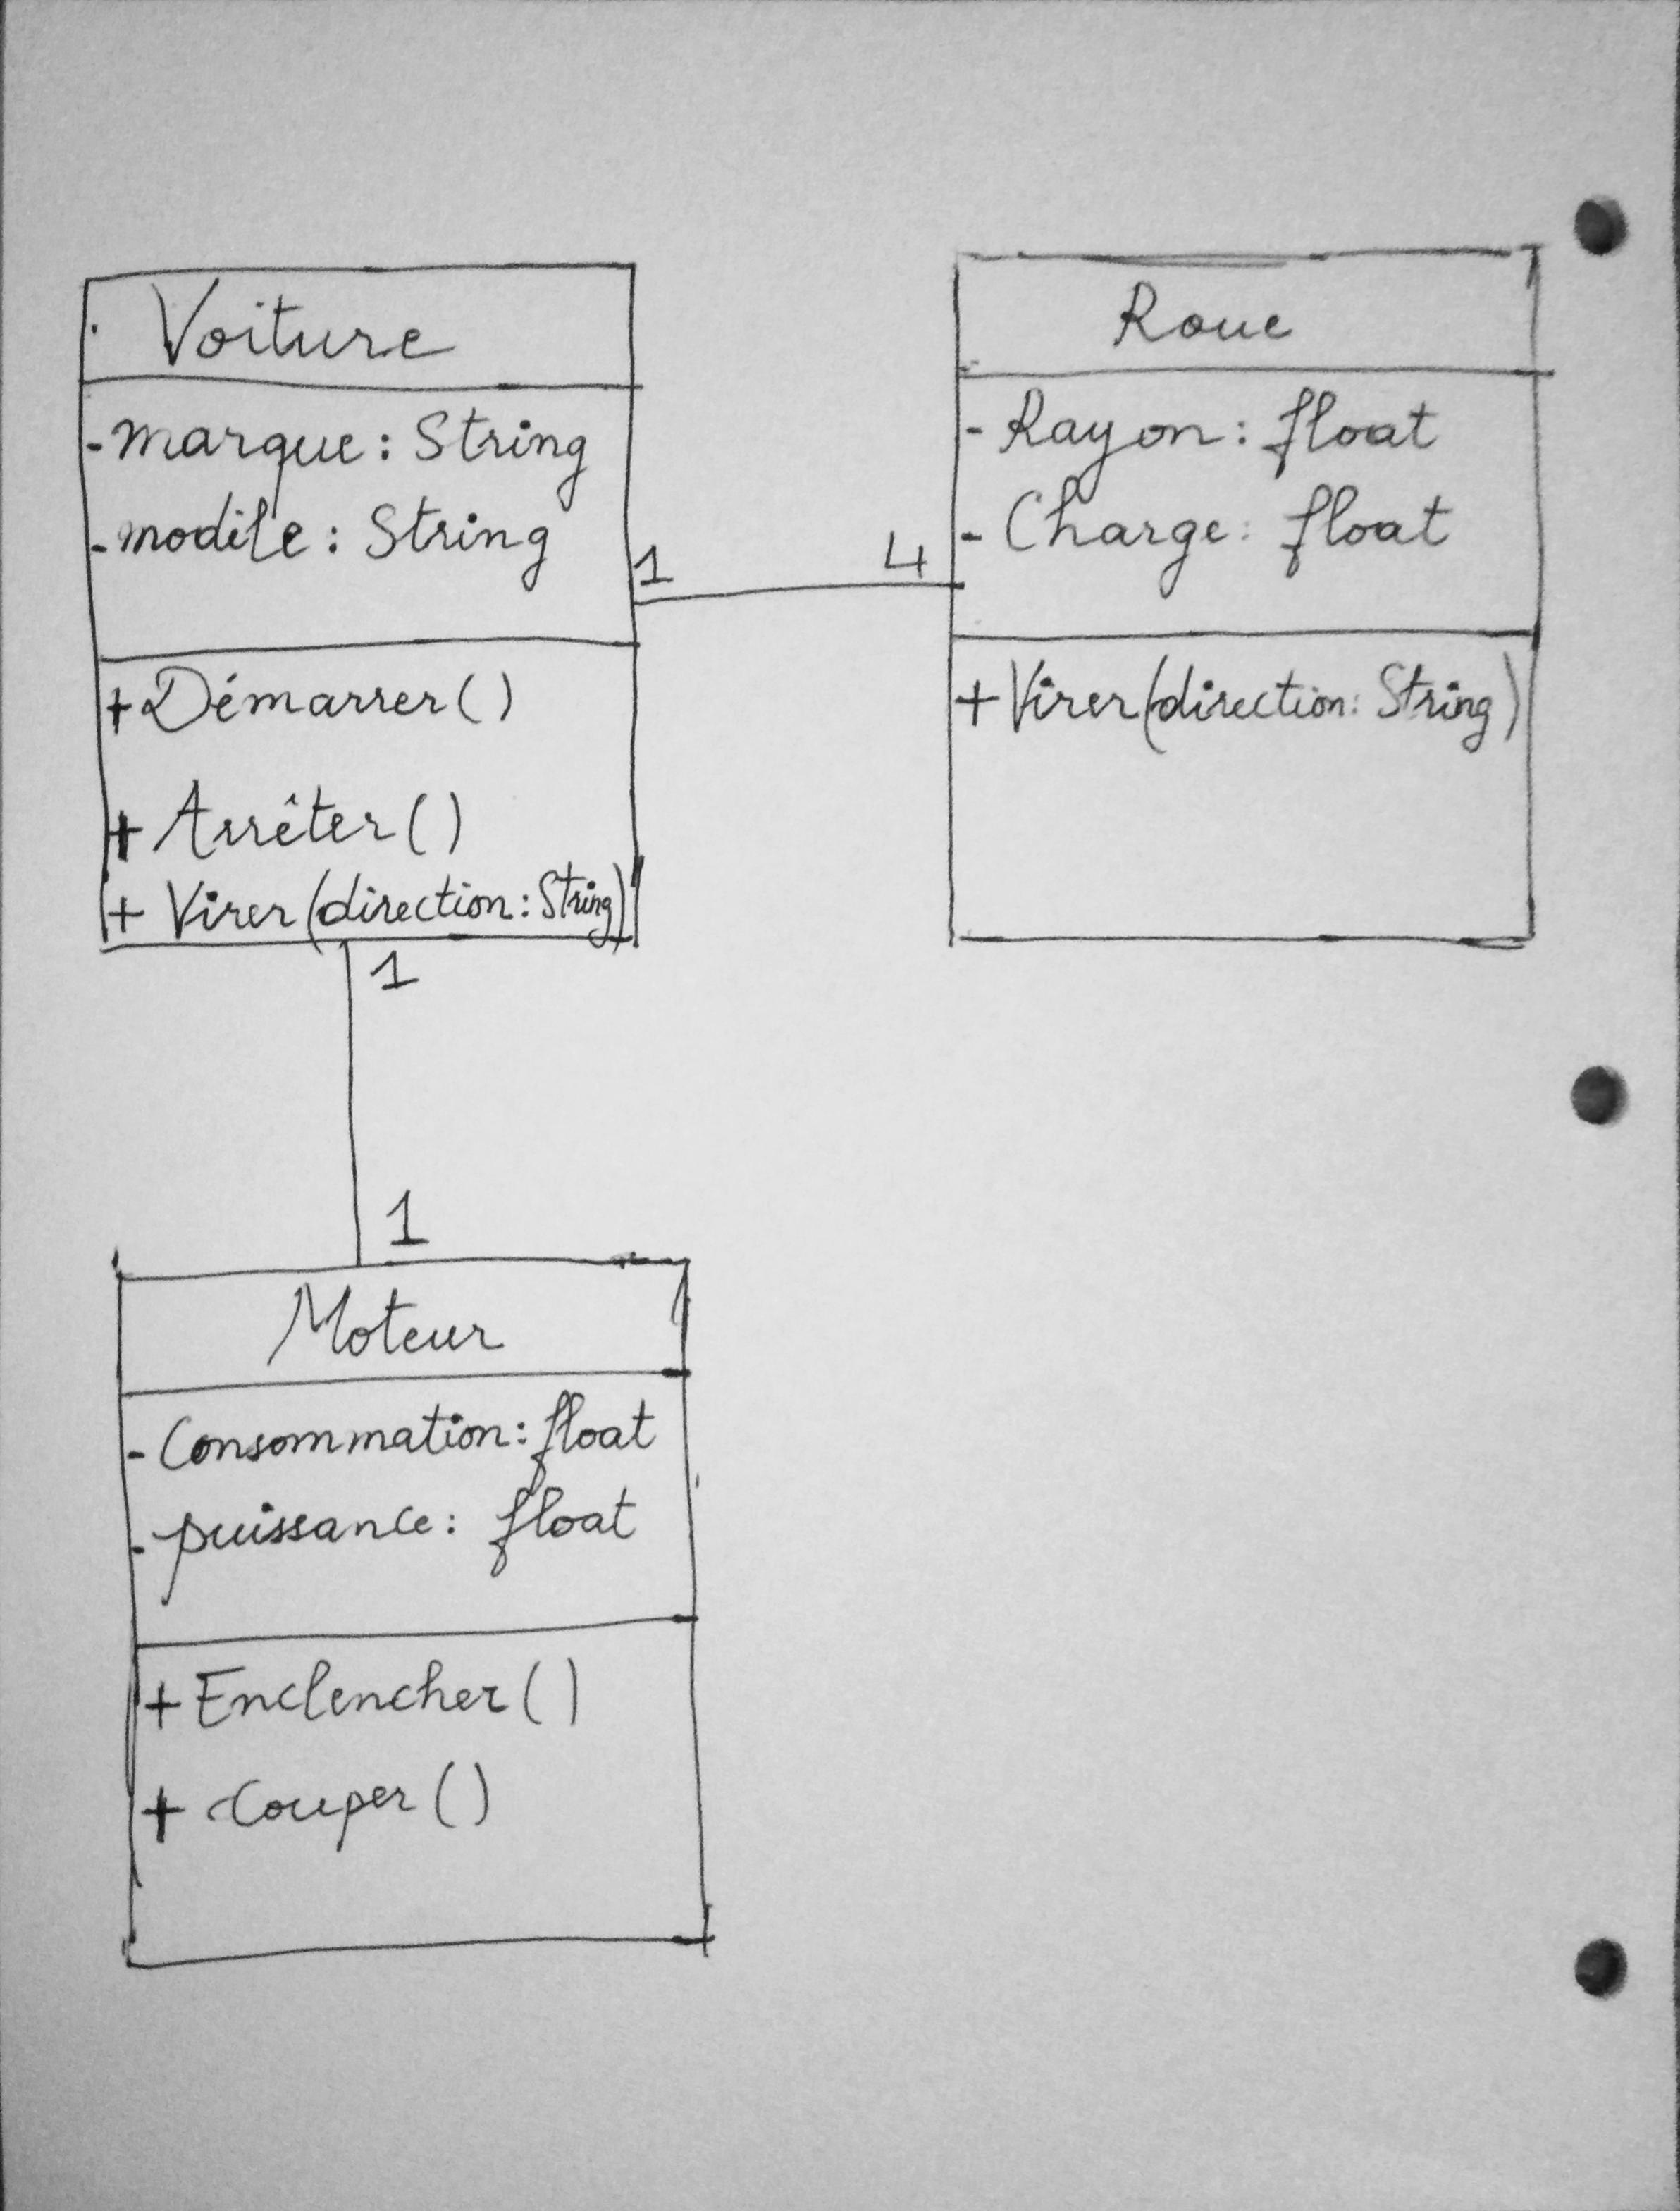 Voiture
-marque: String
-modile: String
+Démarrer()
+ Arrêter()
+ Virer(direction: String)
1
4
Roue
- Rayon: float
- Charge: float
+Virer(direction: String)
1
1
Moteur
- Consommation: float
- puissance: float
+ Enclencher()
+ Couper()